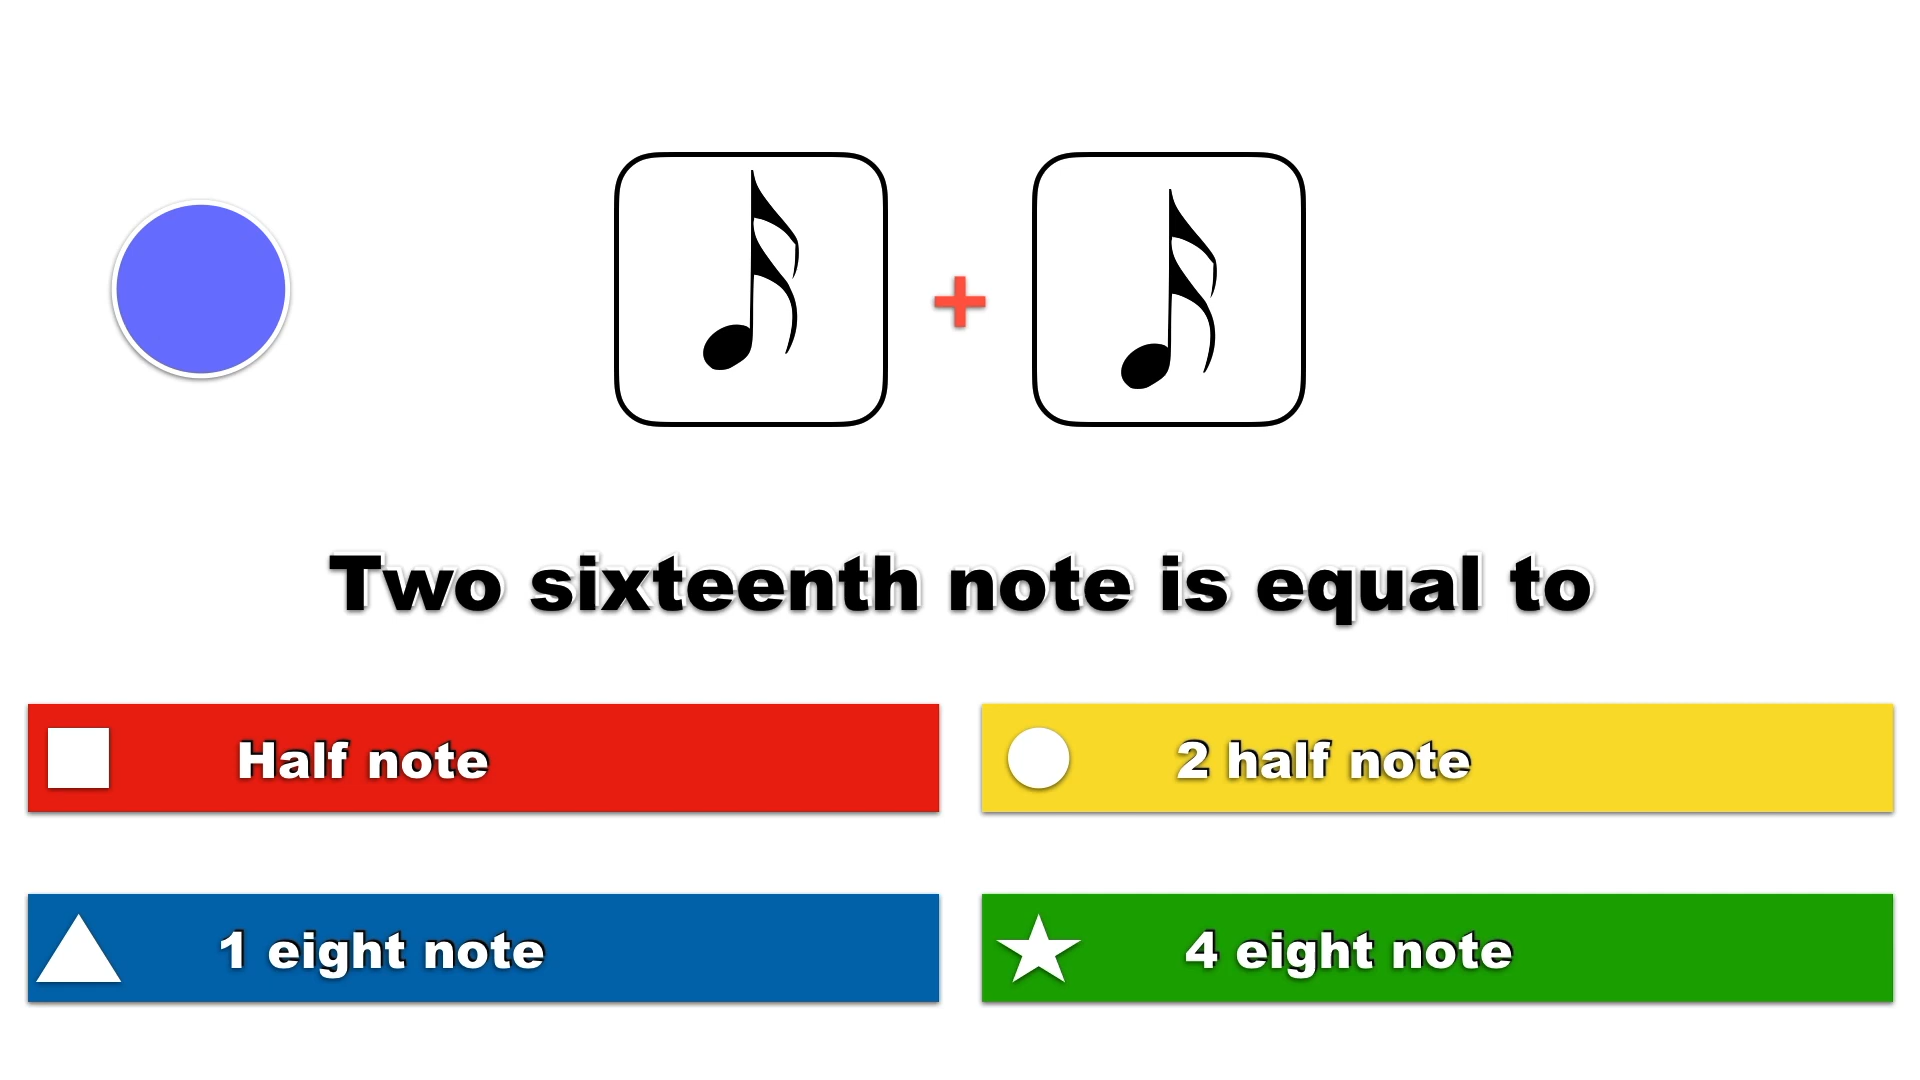 Two sixteenth note is equal to
Half note
2 half note
1 eight note
4 eight note